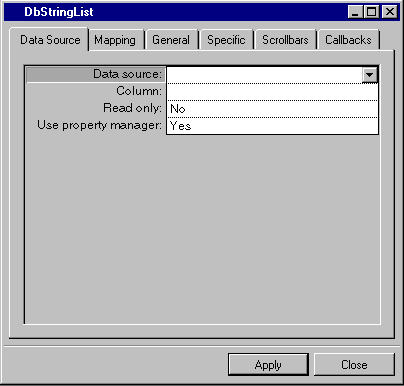 DbStringList
Data Source Mapping General Specific Scrollbars Callbacks
Data source:
Column:
Read only: No
Use property manager: Yes
Apply Close